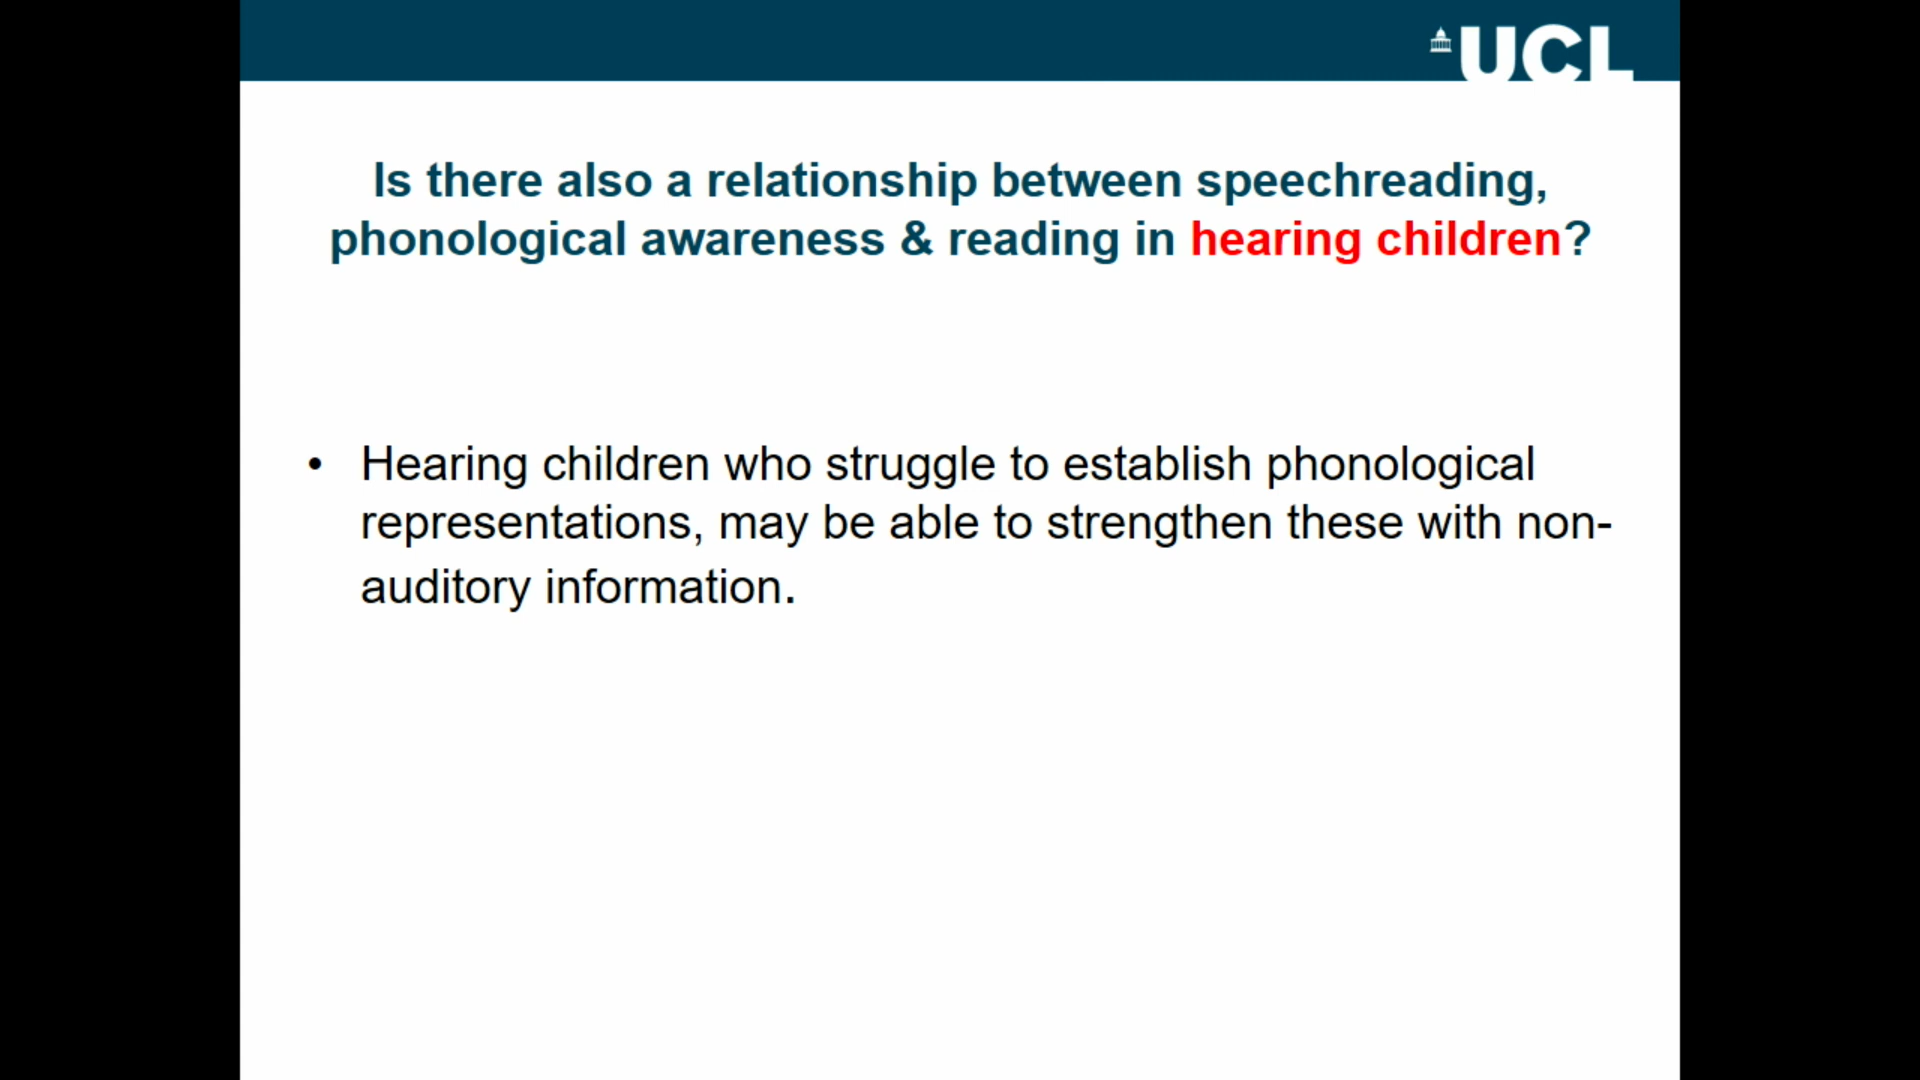 UCL
Is there also a relationship between speechreading,
phonological awareness & reading in hearing children?
• Hearing children who struggle to establish phonological
representations, may be able to strengthen these with non-
auditory information.